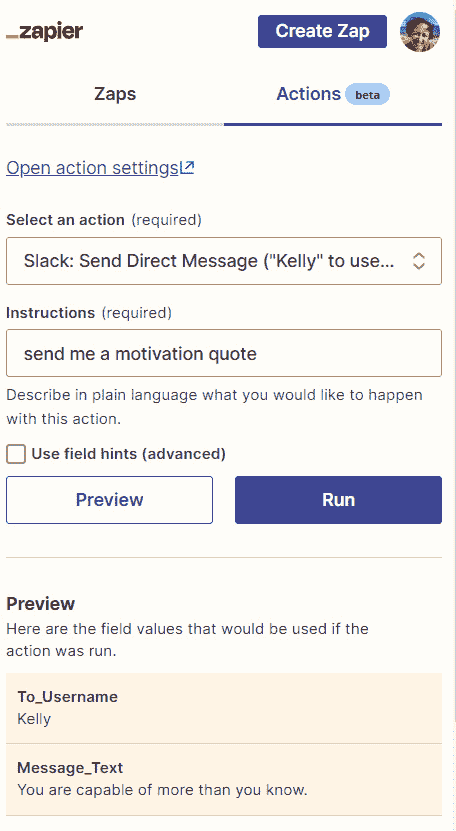 _zapier
Create Zap
Zaps
Actions beta
Open action settings
Select an action (required)
Slack: Send Direct Message ("Kelly" to use...
Instructions (required)
send me a motivation quote
Describe in plain language what you would like to happen
with this action.
Use field hints (advanced)
Preview
Run
Preview
Here are the field values that would be used if the
action was run.
To_Username
Kelly
Message_Text
You are capable of more than you know.